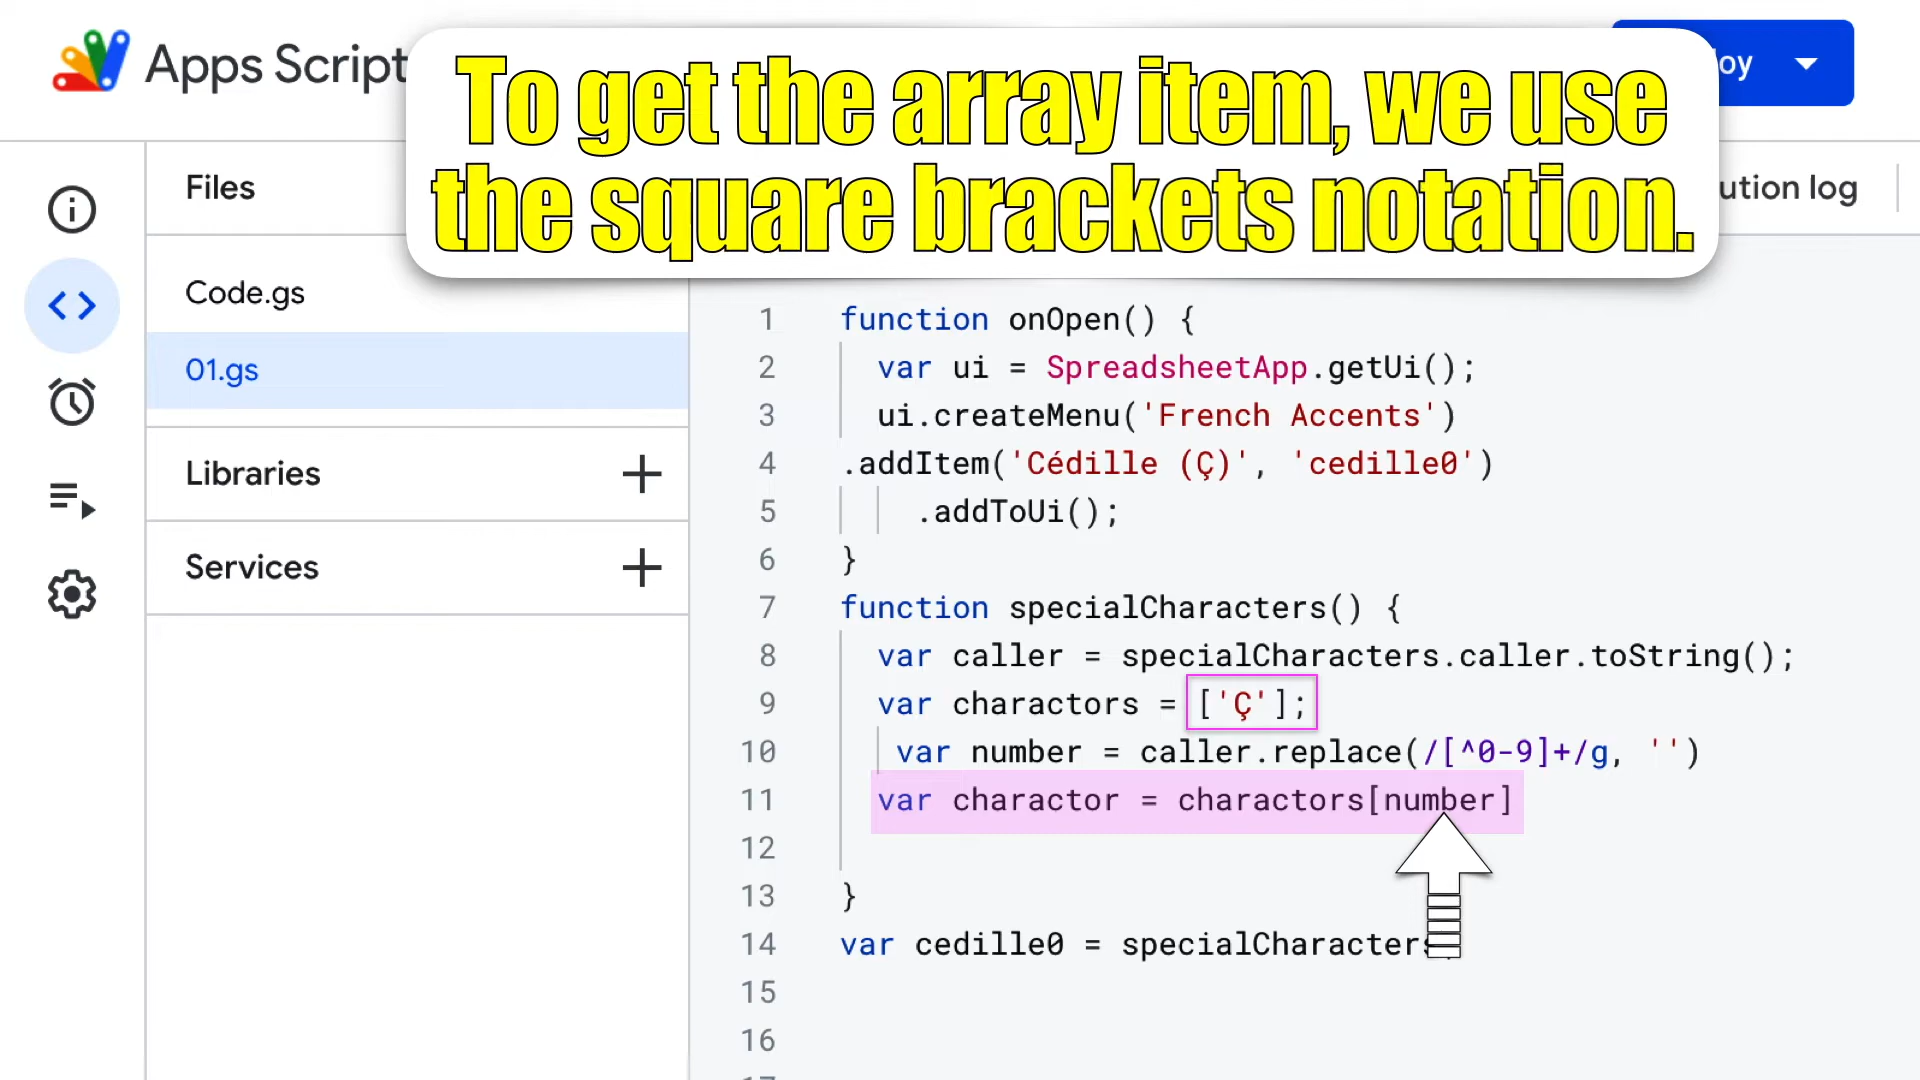 Apps Script
To get the array item, we use
the square brackets notation.
oy
Files
ution log
Code.gs
01.gs
Libraries
Services
1 function onOpen() {
2 var ui = SpreadsheetApp.getUi();
3 ui.createMenu('French Accents')
4 .addItem('Cédille (Ç)', 'cedille0')
5 .addToUi();
6 }
7 function specialCharacters() {
8 var caller = specialCharacters.caller.toString();
9 var charactors = ['Ç'];
10 var number = caller.replace(/[^0-9]+/g, '')
11 var charactor = charactors[number]
12
13 }
14 var cedille0 = specialCharacters
15
16
17